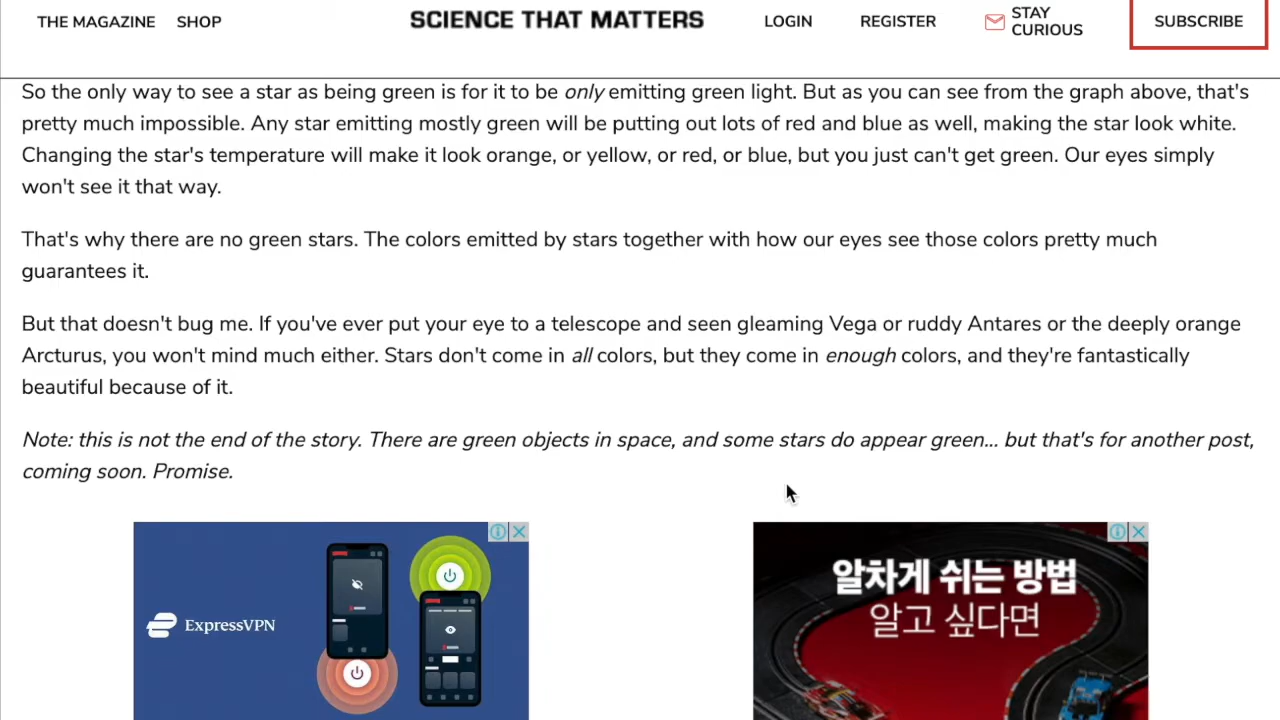 THE MAGAZINE SHOP SCIENCE THAT MATTERS LOGIN REGISTER STAY CURIOUS SUBSCRIBE
So the only way to see a star as being green is for it to be only emitting green light. But as you can see from the graph above, that's
pretty much impossible. Any star emitting mostly green will be putting out lots of red and blue as well, making the star look white.
Changing the star's temperature will make it look orange, or yellow, or red, or blue, but you just can't get green. Our eyes simply
won't see it that way.
That's why there are no green stars. The colors emitted by stars together with how our eyes see those colors pretty much
guarantees it.
But that doesn't bug me. If you've ever put your eye to a telescope and seen gleaming Vega or ruddy Antares or the deeply orange
Arcturus, you won't mind much either. Stars don't come in all colors, but they come in enough colors, and they're fantastically
beautiful because of it.
Note: this is not the end of the story. There are green objects in space, and some stars do appear green... but that's for another post,
coming soon. Promise.
ExpressVPN
알차게 쉬는 방법
알고 싶다면